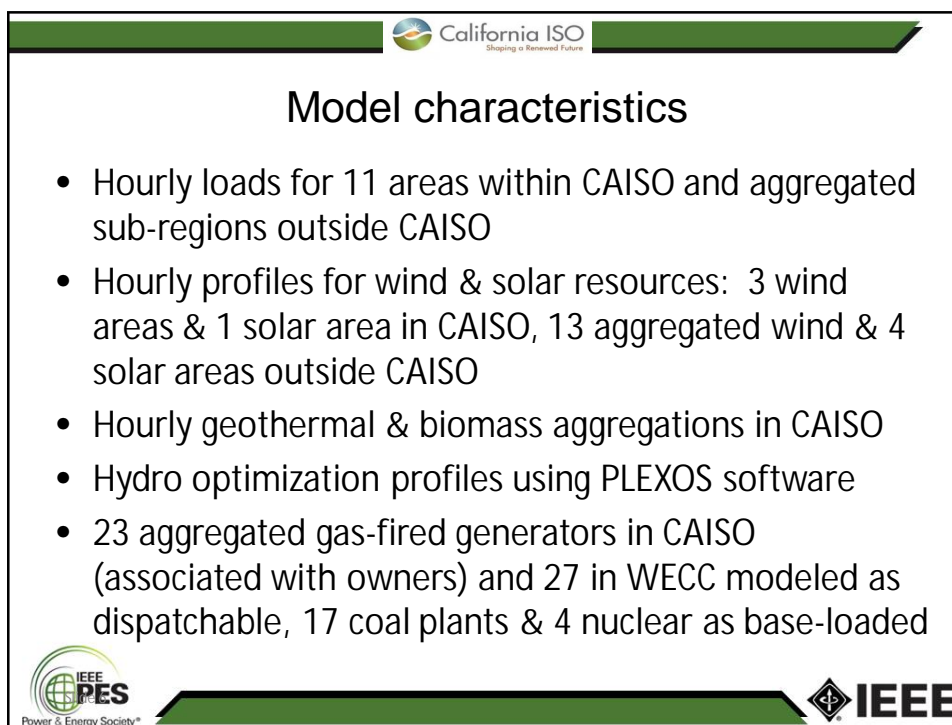 California ISO
Shaping a Renewed Future
Model characteristics
• Hourly loads for 11 areas within CAISO and aggregated
sub-regions outside CAISO
• Hourly profiles for wind & solar resources: 3 wind
areas & 1 solar area in CAISO, 13 aggregated wind & 4
solar areas outside CAISO
• Hourly geothermal & biomass aggregations in CAISO
• Hydro optimization profiles using PLEXOS software
• 23 aggregated gas-fired generators in CAISO
(associated with owners) and 27 in WECC modeled as
dispatchable, 17 coal plants & 4 nuclear as base-loaded
IEEE
PES
Power & Energy Society®
IEEE